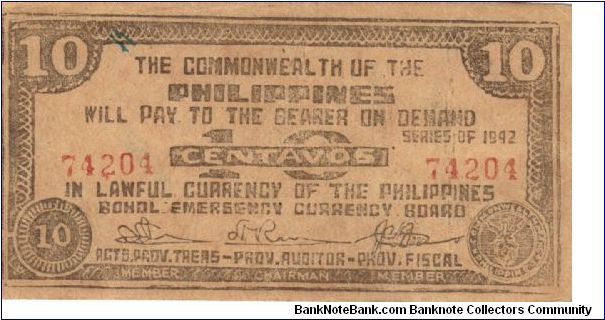 10 10
THE COMMONWEALTH OF THE
PHILIPPINES
WILL PAY TO THE BEARER ON DEMAND
SERIES OF 1942
10
CENTAVOS
74204 74204
IN LAWFUL CURRENCY OF THE PHILIPPINES
BOHOL EMERGENCY CURRENCY BOARD
10
ACTG.PROV.TREAS-PROV.AUDITOR-PROV.FISCAL
MEMBER CHAIRMAN MEMBER
BankNoteBank.com Banknote Collectors Community